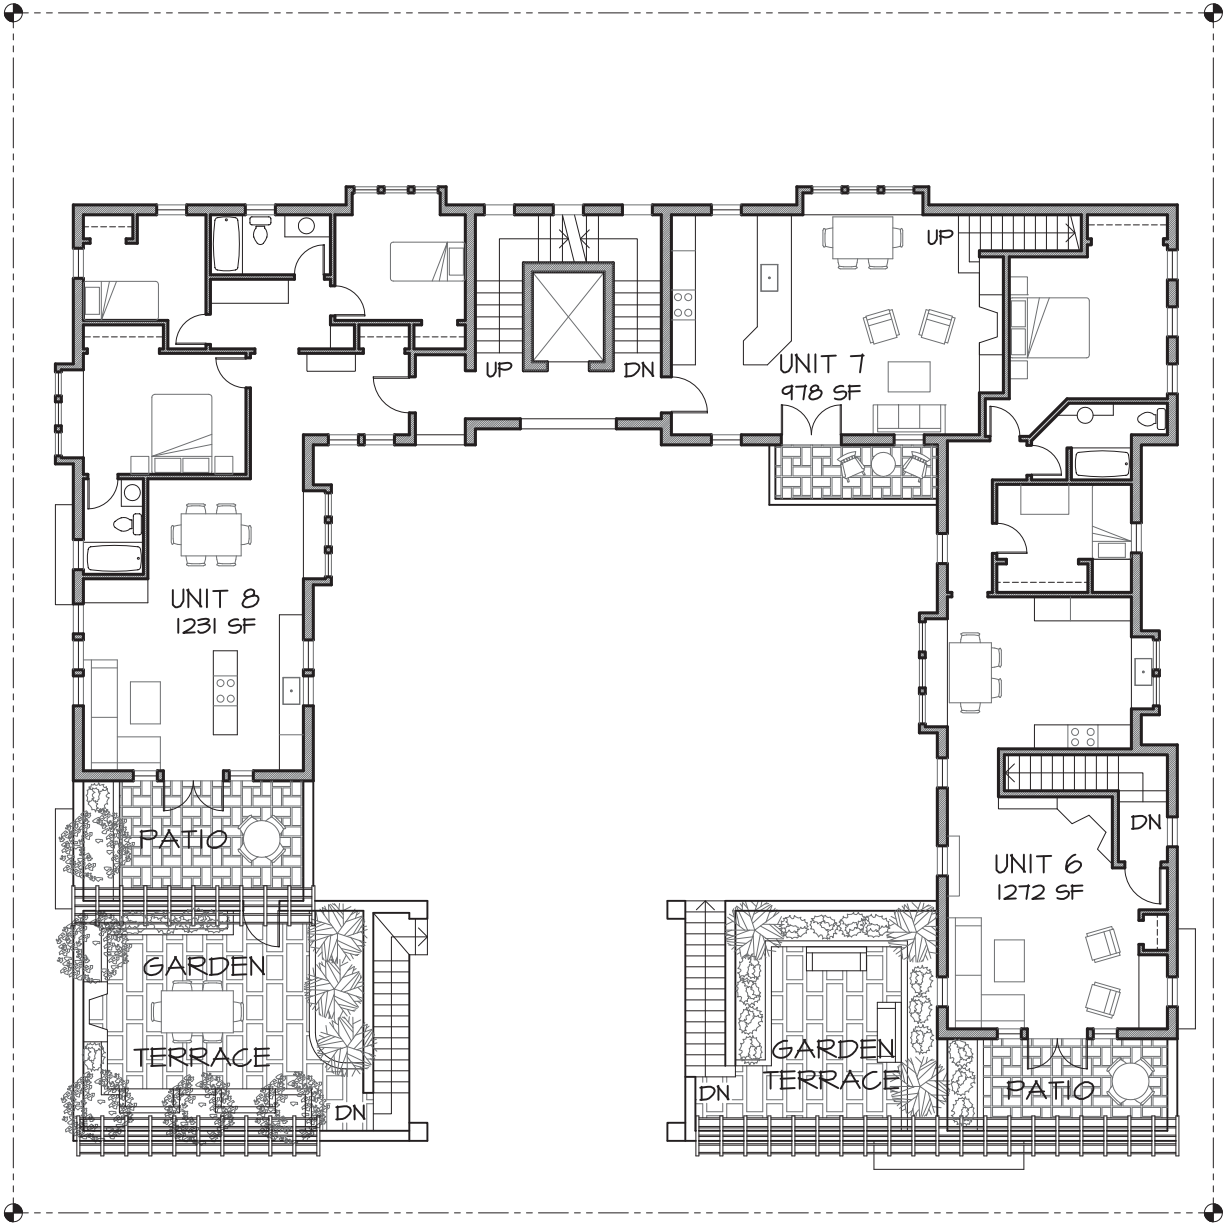 UP
UP
DN
UNIT 7
978 SF
UNIT 8
1231 SF
PATIO
DN
UNIT 6
1272 SF
GARDEN
TERRACE
DN
GARDEN
TERRACE
DN
PATIO